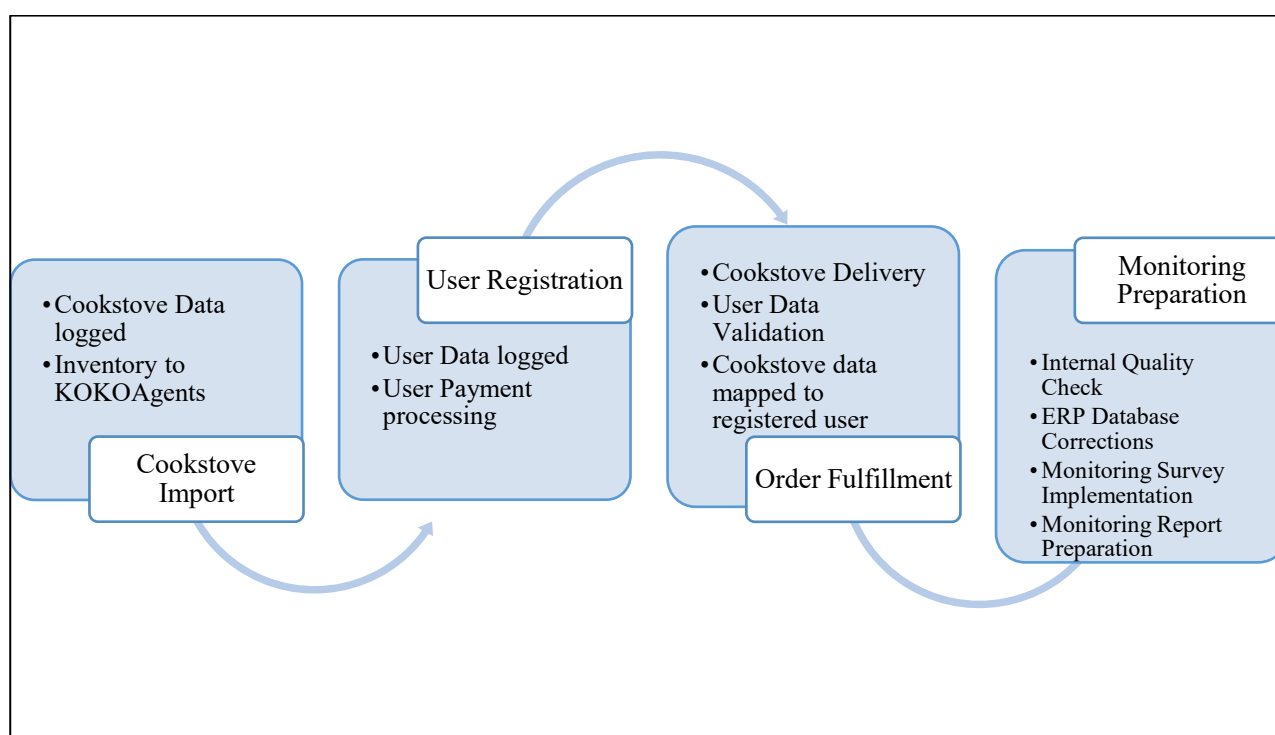 •Cookstove Data
logged
•Inventory to
KOKOAgents
Cookstove
Import
User Registration
•User Data logged
•User Payment
processing
•Cookstove Delivery
•User Data
Validation
•Cookstove data
mapped to
registered user
Order Fulfillment
Monitoring
Preparation
•Internal Quality
Check
•ERP Database
Corrections
•Monitoring Survey
Implementation
•Monitoring Report
Preparation